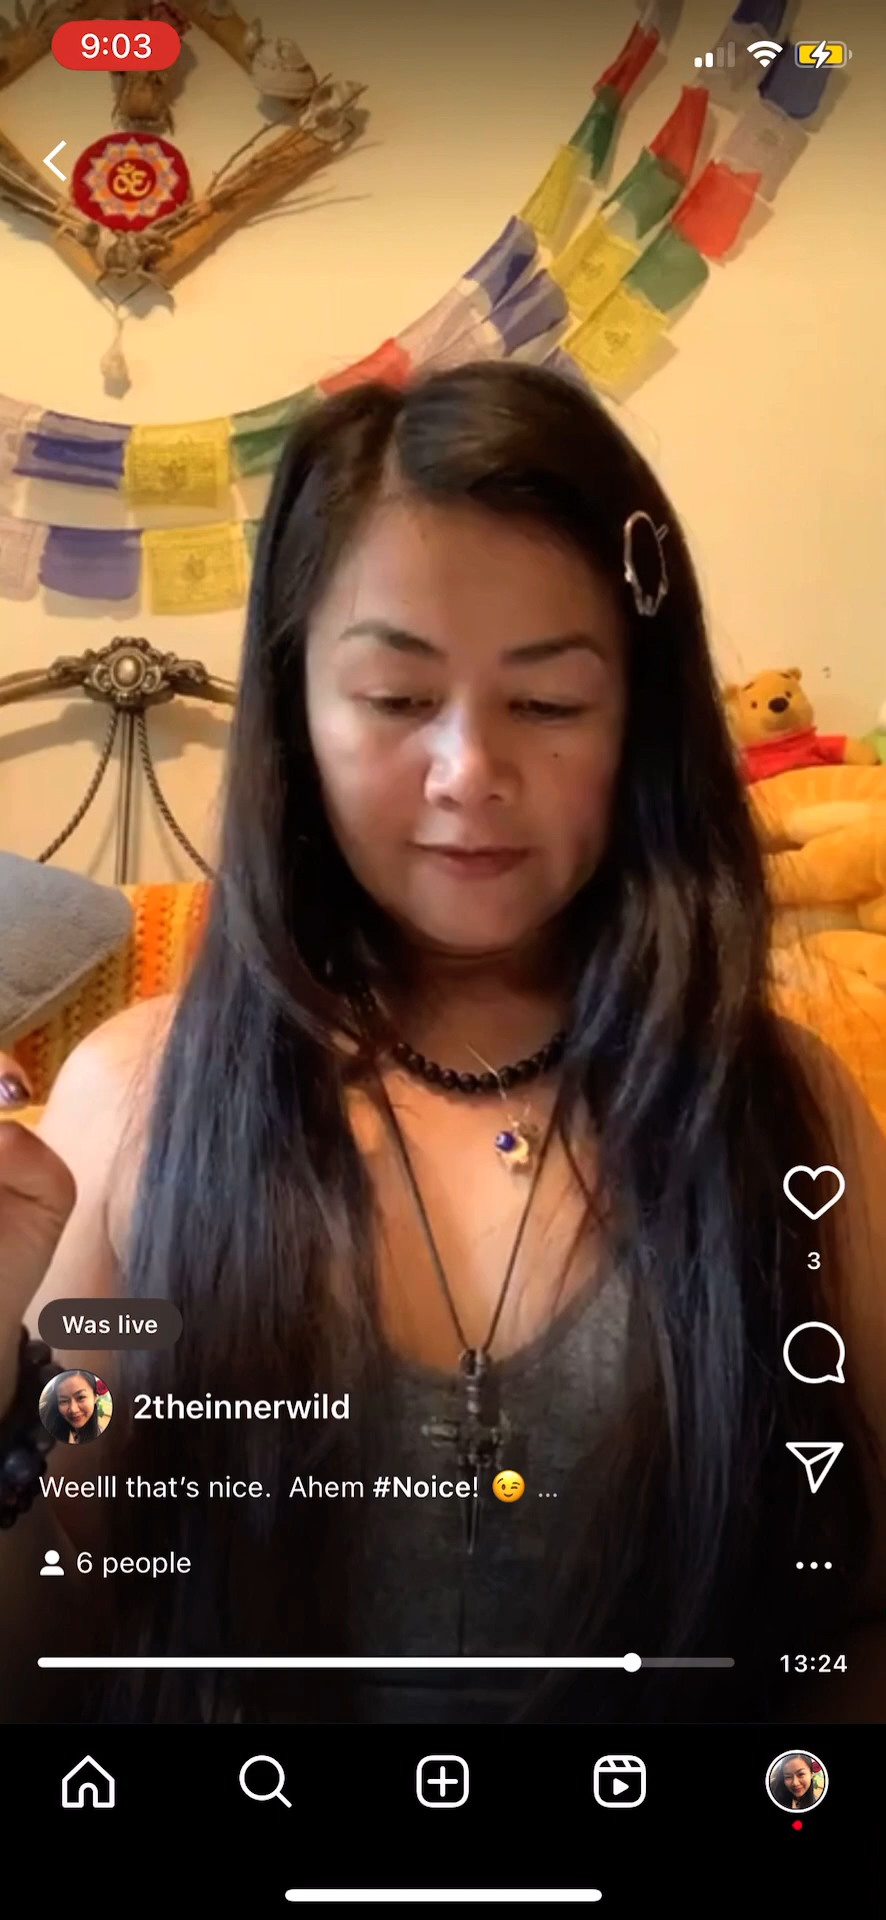 9:03
ॐ
3
Was live
2theinnerwild
Weelll that's nice.  Ahem #Noice! 😉 ...
6 people
13:24